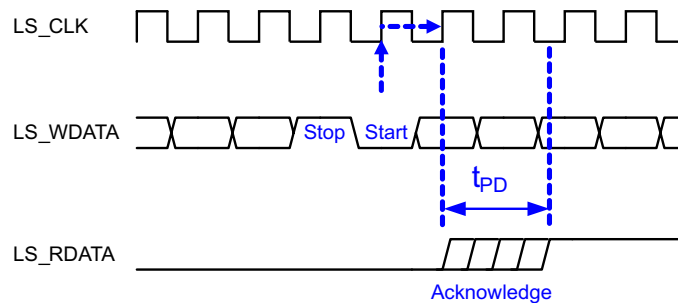 LS_CLK
LS_WDATA
Stop
Start
tPD
LS_RDATA
Acknowledge